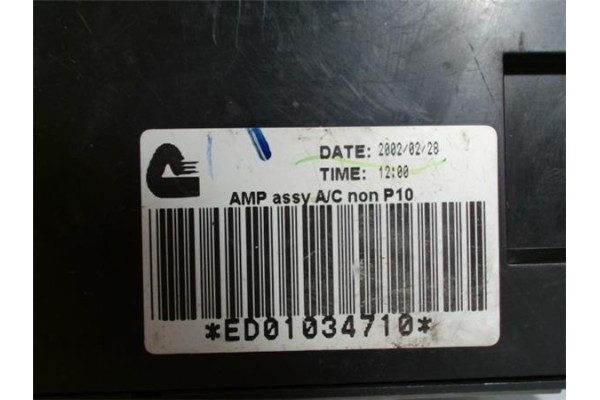 DATE: 2002/02/28
TIME: 12:00
AMP assy A/C non P10
*ED01034710*